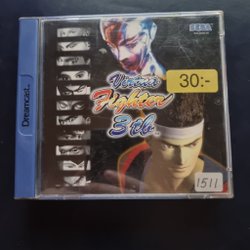 SEGA
30:-
Virtua
Fighter
3tb
Dreamcast
1511